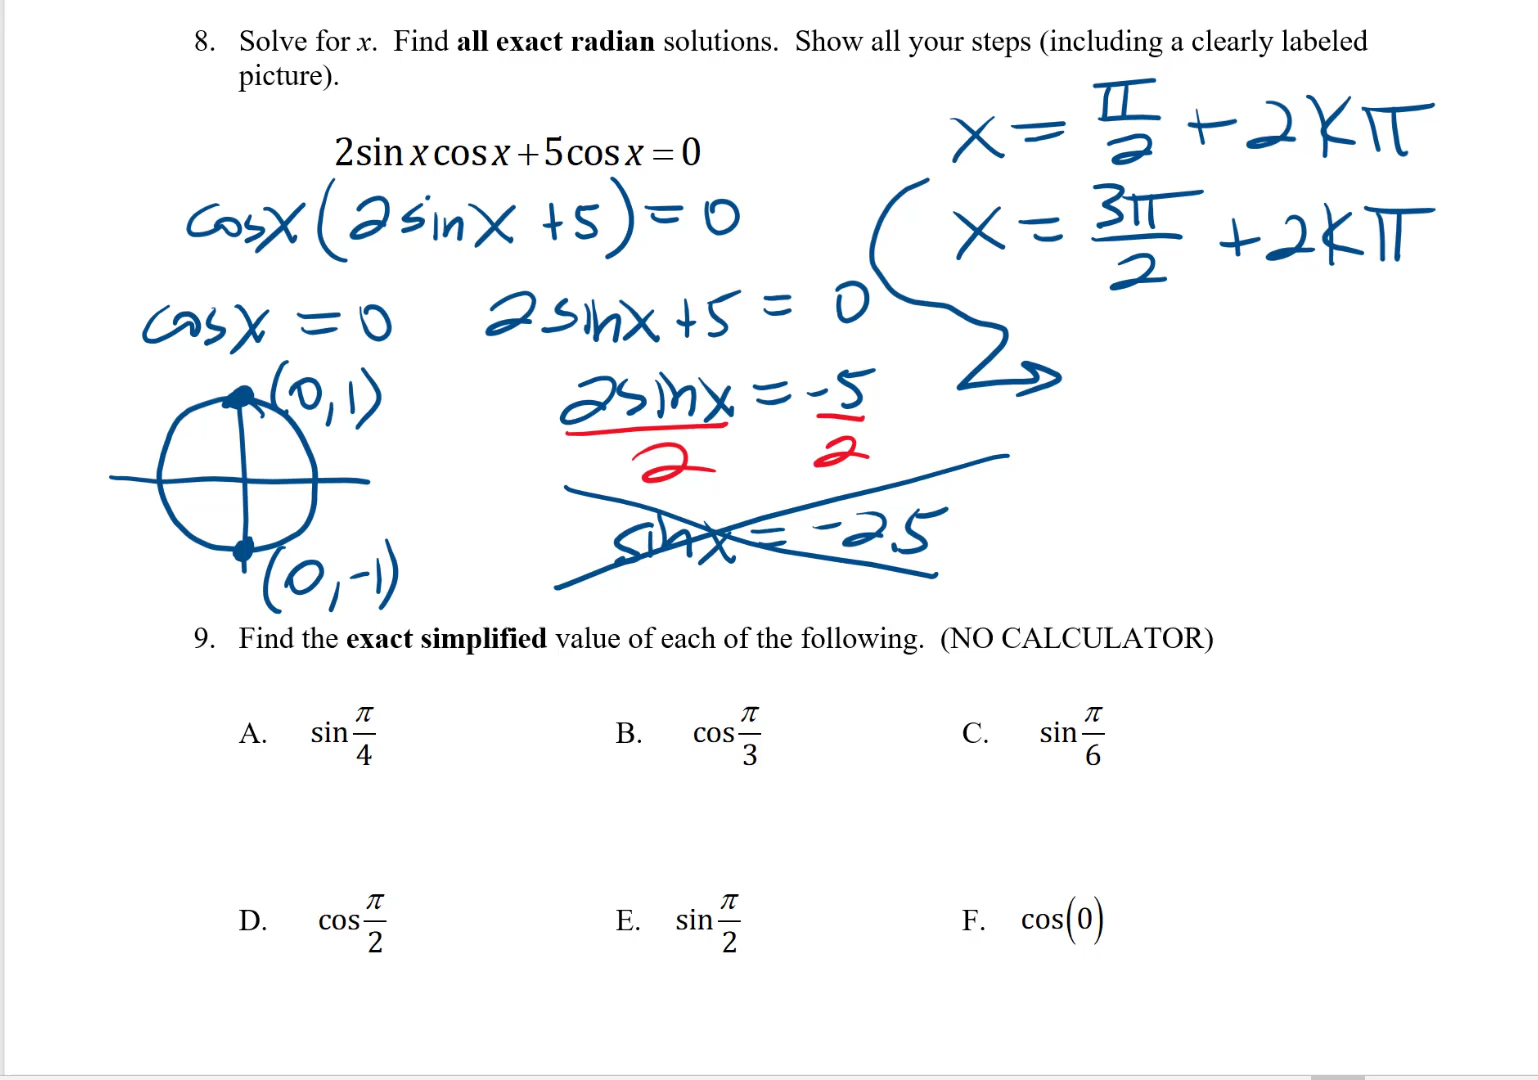 8. Solve for x. Find all exact radian solutions. Show all your steps (including a clearly labeled
picture).
2sin x cos x + 5cos x = 0
cosx(2sinx +5)=0
cosx = 0
2sinx+5 = 0
2sinx = -5
2 2
sinx = -2.5
(0,1)
(0,-1)
x = π/2 + 2kπ
x = 3π/2 + 2kπ
k ∈ Z
9. Find the exact simplified value of each of the following. (NO CALCULATOR)
A. sin π/4
B. cos π/3
C. sin π/6
D. cos π/2
E. sin π/2
F. cos(0)